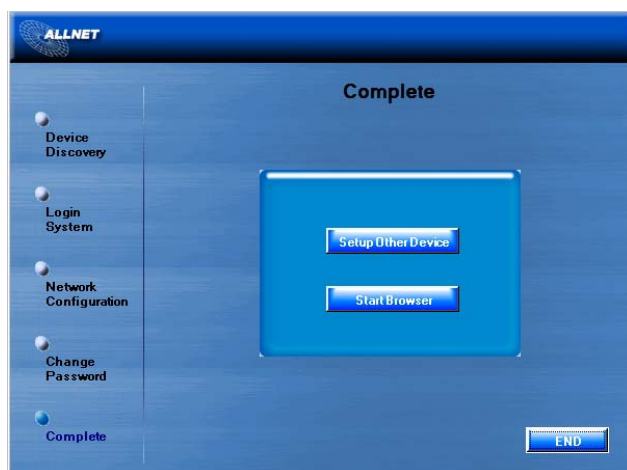 ALLNET
Complete
Device
Discovery
Login
System
Network
Configuration
Change
Password
Complete
Setup Other Device
Start Browser
END